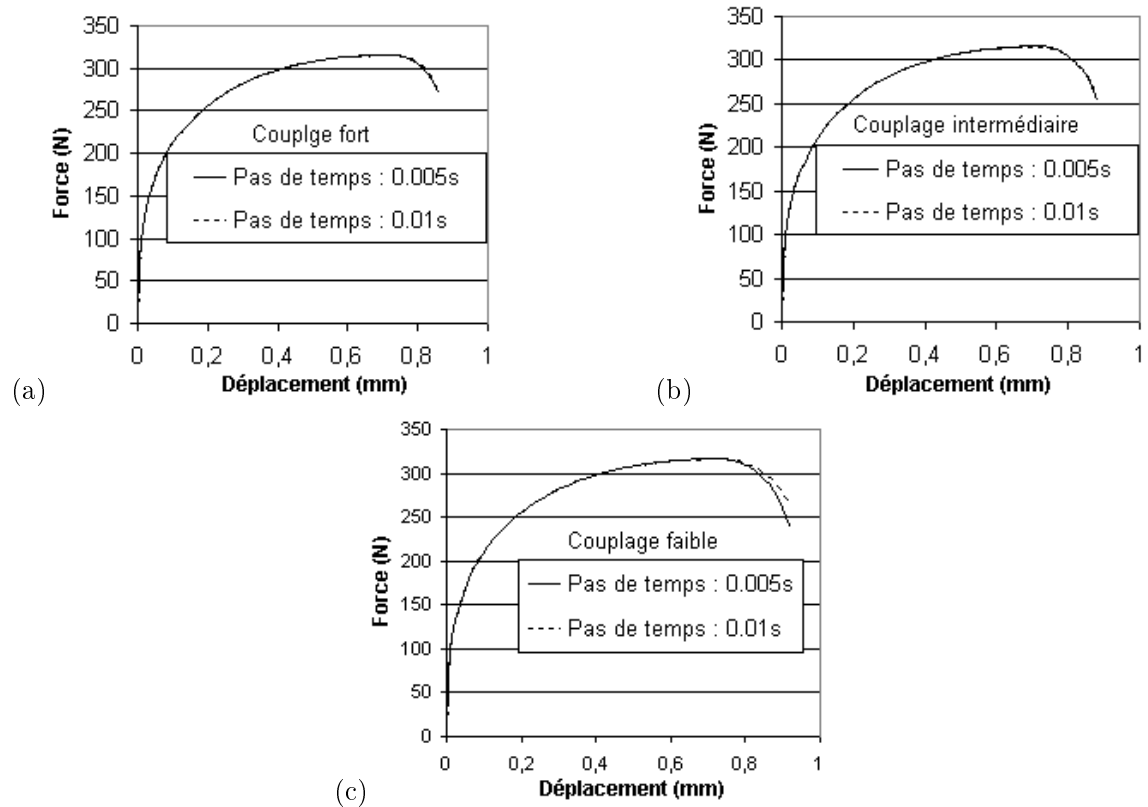 350
300
250
200
150
100
50
0
Force (N)
Couplge fort
Pas de temps : 0.005s
Pas de temps : 0.01s
0 0,2 0,4 0,6 0,8 1
Déplacement (mm)
(a)
350
300
250
200
150
100
50
0
Force (N)
Couplage intermédiaire
Pas de temps : 0.005s
Pas de temps : 0.01s
0 0,2 0,4 0,6 0,8 1
Déplacement (mm)
(b)
350
300
250
200
150
100
50
0
Force (N)
Couplage faible
Pas de temps : 0.005s
Pas de temps : 0.01s
0 0,2 0,4 0,6 0,8 1
Déplacement (mm)
(c)